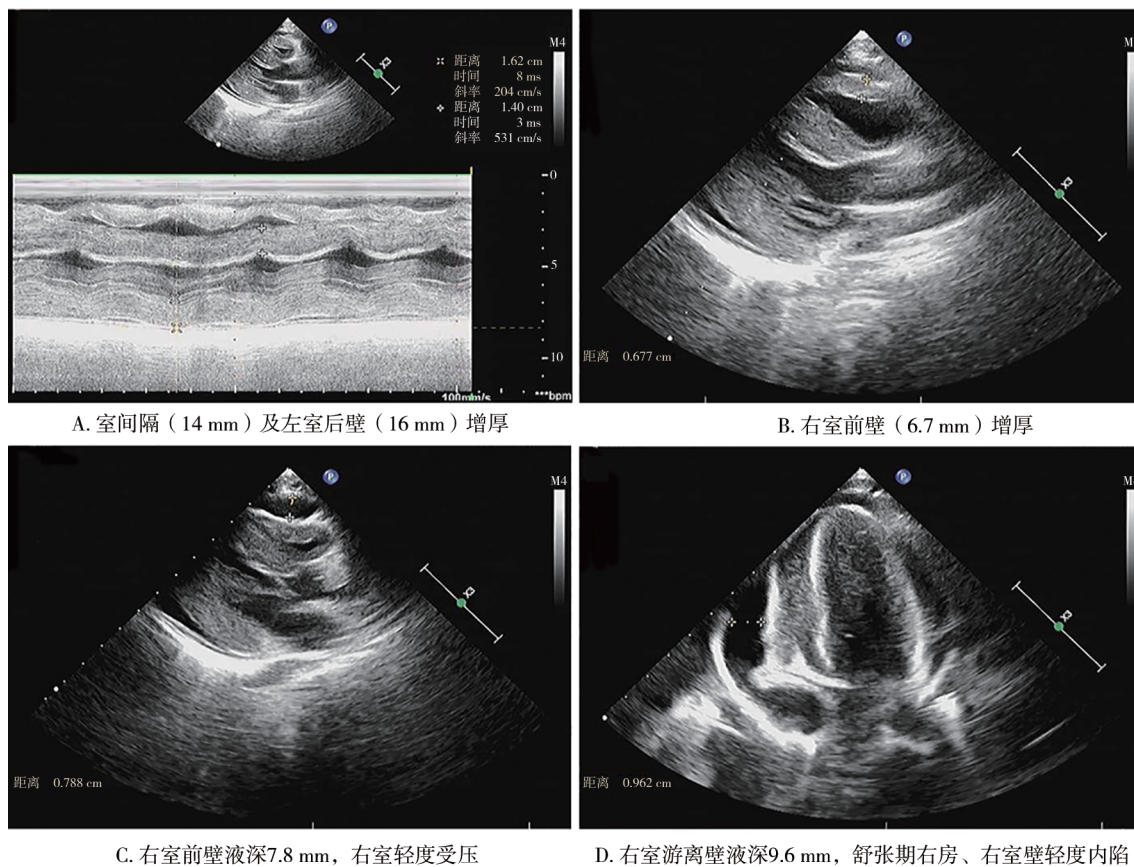 P
M4
距离 1.62 cm
时间 8 ms
斜率 204 cm/s
距离 1.40 cm
时间 3 ms
斜率 531 cm/s
0
5
10
100mm/s
***bpm
A. 室间隔（14 mm）及左室后壁（16 mm）增厚
P
M
距离 0.677 cm
B. 右室前壁（6.7 mm）增厚
P
M4
距离 0.788 cm
C. 右室前壁液深7.8 mm，右室轻度受压
P
M
距离 0.962 cm
D. 右室游离壁液深9.6 mm，舒张期右房、右室壁轻度内陷